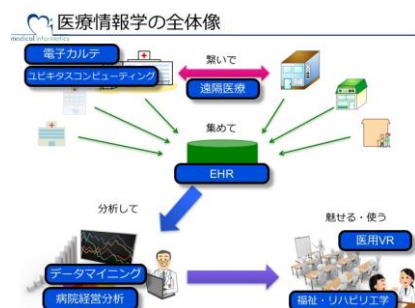 医療情報学の全体像
medical informatics
電子カルテ
ユビキタスコンピューティング
繋いで
遠隔医療
集めて
EHR
分析して
魅せる・使う
医用VR
データマイニング
病院経営分析
福祉・リハビリ工学